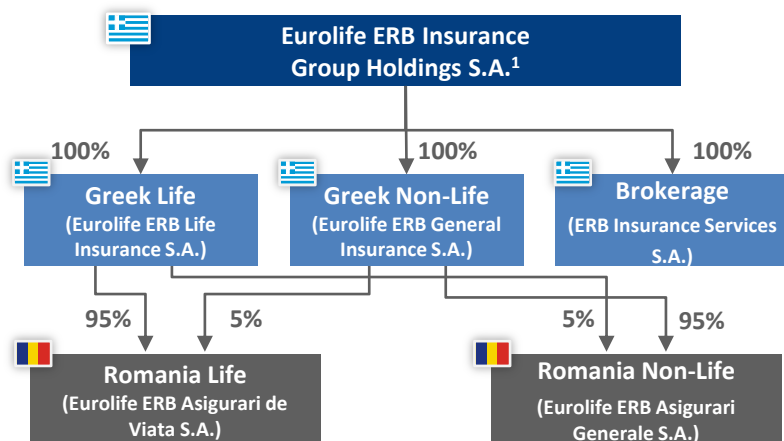 Eurolife ERB Insurance
Group Holdings S.A.¹
100%
100%
100%
Greek Life
(Eurolife ERB Life
Insurance S.A.)
Greek Non-Life
(Eurolife ERB General
Insurance S.A.)
Brokerage
(ERB Insurance Services
S.A.)
95%
5%
5%
95%
Romania Life
(Eurolife ERB Asigurari de
Viata S.A.)
Romania Non-Life
(Eurolife ERB Asigurari
Generale S.A.)